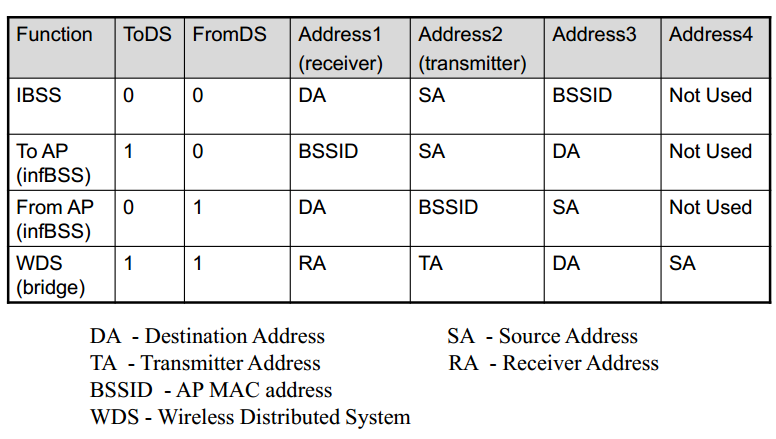 Function ToDS FromDS Address1 (receiver) Address2 (transmitter) Address3 Address4
IBSS 0 0 DA SA BSSID Not Used
To AP (infBSS) 1 0 BSSID SA DA Not Used
From AP (infBSS) 0 1 DA BSSID SA Not Used
WDS (bridge) 1 1 RA TA DA SA
DA - Destination Address SA - Source Address
TA - Transmitter Address RA - Receiver Address
BSSID - AP MAC address
WDS - Wireless Distributed System